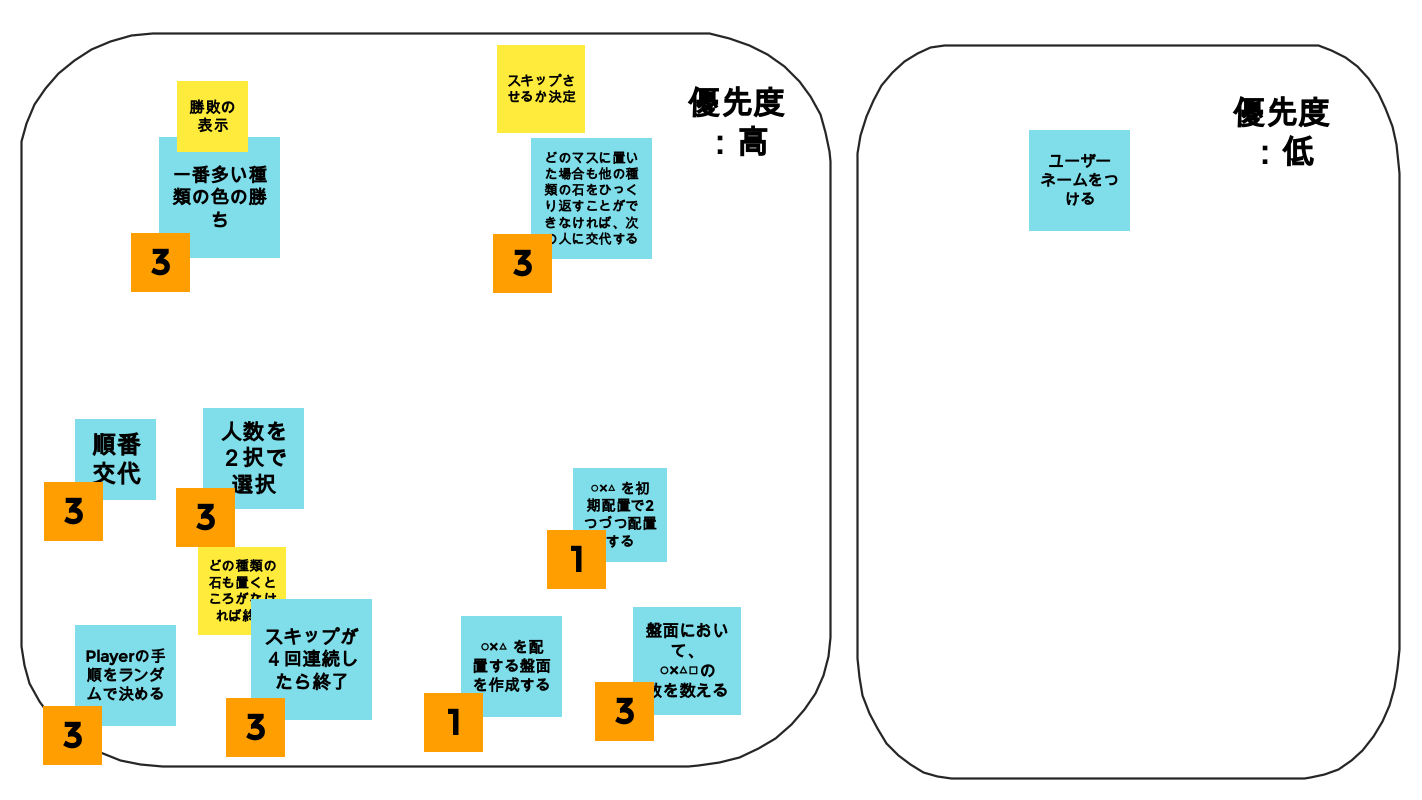 勝敗の
表示
一番多い種
類の色の勝
ち
3
スキップさ
せるか決定
どのマスに置い
た場合も他の種
類の石をひっく
り返すことがで
きなければ、次
人に交代する
3
優先度
：高
順番
交代
3
人数を
２択で
選択
3
どの種類の
石も置くと
ころが
れば
スキップが
４回連続し
たら終了
3
Playerの手
順をランダ
ムで決める
3
○×△ を初
期配置で2
つづつ配置
する
1
○×△ を配
置する盤面
を作成する
1
盤面におい
て、
○×△□の
数を数える
3
優先度
：低
ユーザー
ネームをつ
ける